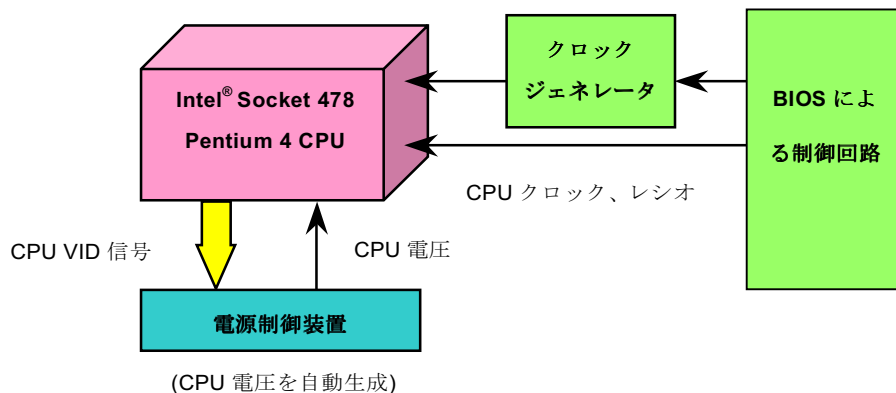 クロック
ジェネレータ
Intel® Socket 478
Pentium 4 CPU
BIOS によ
る制御回路
CPU クロック、レシオ
CPU VID 信号
CPU 電圧
電源制御装置
(CPU 電圧を自動生成)